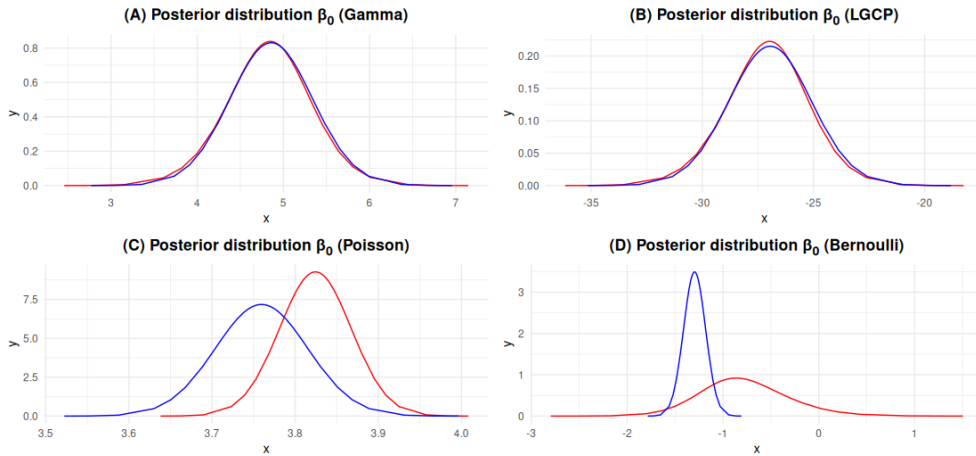 (A) Posterior distribution β₀ (Gamma)
y
0.8
0.6
0.4
0.2
0.0
3 4 5 6 7
x
(B) Posterior distribution β₀ (LGCP)
y
0.20
0.15
0.10
0.05
0.00
-35 -30 -25 -20
x
(C) Posterior distribution β₀ (Poisson)
y
7.5
5.0
2.5
0.0
3.5 3.6 3.7 3.8 3.9 4.0
x
(D) Posterior distribution β₀ (Bernoulli)
y
3
2
1
0
-3 -2 -1 0 1
x